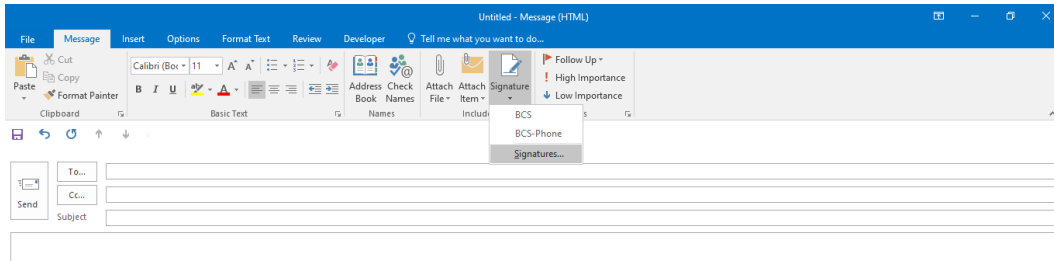 Untitled - Message (HTML)
File Message Insert Options Format Text Review Developer Tell me what you want to do...
Cut
Copy
Format Painter
Paste
Clipboard
Calibri (Boc 11
B I U
Basic Text
Address Book
Check Names
Names
Attach File
Attach Item
Signature
Includ
Follow Up
High Importance
Low Importance
s
BCS
BCS-Phone
Signatures...
Send
To...
Cc...
Subject